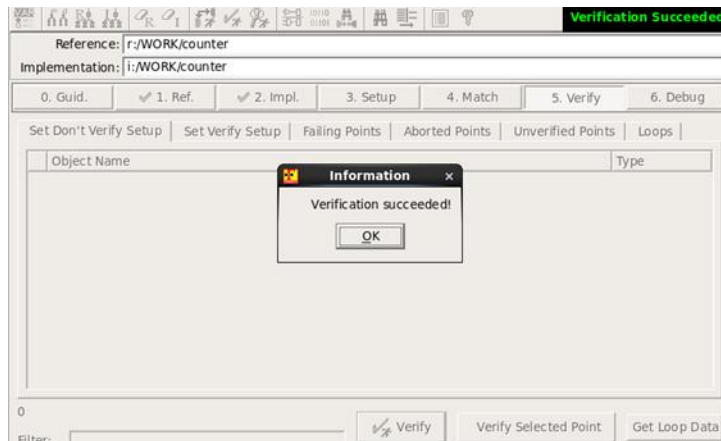 Verification Succeeded
Reference: r:/WORK/counter
Implementation: i:/WORK/counter
0. Guid. 1. Ref. 2. Impl. 3. Setup 4. Match 5. Verify 6. Debug
Set Don't Verify Setup Set Verify Setup Failing Points Aborted Points Unverified Points Loops
Object Name Type
Information
Verification succeeded!
OK
0
Verify Verify Selected Point Get Loop Data
Filter: